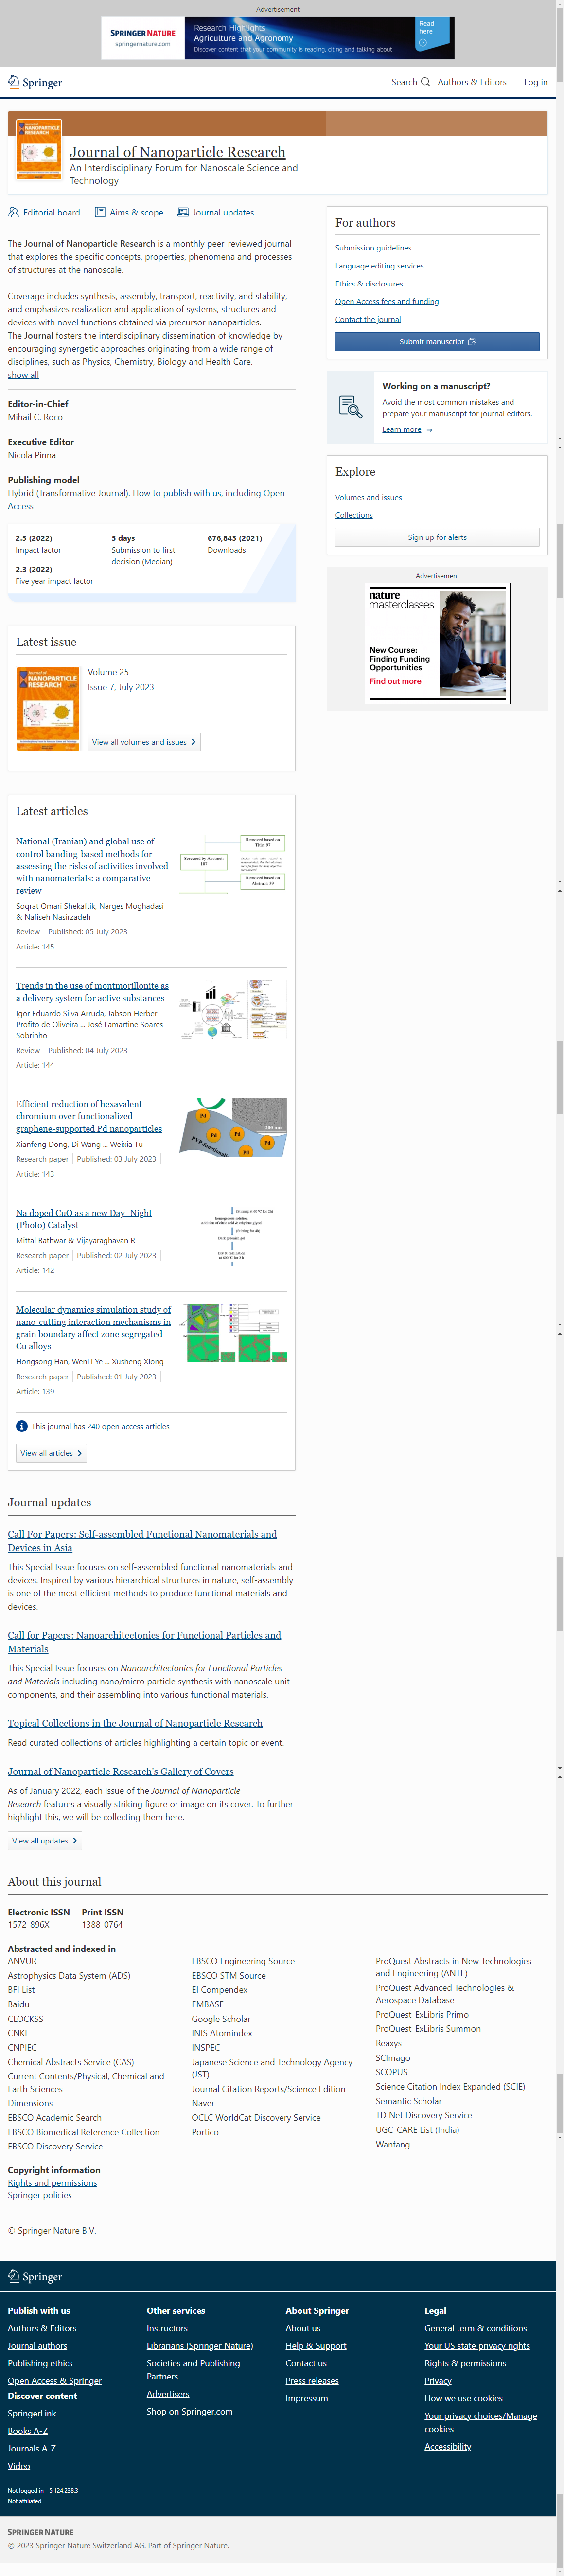 Advertisement
SPRINGER NATURE
springernature.com
Research Highlights
Agriculture and Agronomy
Discover content that your community is reading, citing and talking about
Read
here
Springer
Search
Authors & Editors
Log in
Journal of Nanoparticle Research
An Interdisciplinary Forum for Nanoscale Science and
Technology
Editorial board
Aims & scope
Journal updates
The Journal of Nanoparticle Research is a monthly peer-reviewed journal
that explores the specific concepts, properties, phenomena and processes
of structures at the nanoscale.
Coverage includes synthesis, assembly, transport, reactivity, and stability,
and emphasizes realization and application of systems, structures and
devices with novel functions obtained via precursor nanoparticles.
The Journal fosters the interdisciplinary dissemination of knowledge by
encouraging synergetic approaches originating from a wide range of
disciplines, such as Physics, Chemistry, Biology and Health Care. —
show all
Editor-in-Chief
Mihail C. Roco
Executive Editor
Nicola Pinna
Publishing model
Hybrid (Transformative Journal). How to publish with us, including Open
Access
2.5 (2022)
Impact factor
2.3 (2022)
Five year impact factor
5 days
Submission to first
decision (Median)
676,843 (2021)
Downloads
For authors
Submission guidelines
Language editing services
Ethics & disclosures
Open Access fees and funding
Contact the journal
Submit manuscript
Working on a manuscript?
Avoid the most common mistakes and
prepare your manuscript for journal editors.
Learn more →
Explore
Volumes and issues
Collections
Sign up for alerts
Advertisement
nature
masterclasses
New Course:
Finding Funding
Opportunities
Find out more
Latest issue
NANOPARTICLE
RESEARCH
Volume 25
Issue 7, July 2023
View all volumes and issues
Latest articles
National (Iranian) and global use of
control banding-based methods for
assessing the risks of activities involved
with nanomaterials: a comparative
review
Soqrat Omari Shekaftik, Narges Moghadasi
& Nafiseh Nasirzadeh
Review
Published: 05 July 2023
Article: 145
Trends in the use of montmorillonite as
a delivery system for active substances
Igor Eduardo Silva Arruda, Jabson Herber
Profito de Oliveira ... José Lamartine Soares-
Sobrinho
Review
Published: 04 July 2023
Article: 144
Efficient reduction of hexavalent
chromium over functionalized-
graphene-supported Pd nanoparticles
Xianfeng Dong, Di Wang ... Weixia Tu
Research paper
Published: 03 July 2023
Article: 143
Na doped CuO as a new Day- Night
(Photo) Catalyst
Mittal Bathwar & Vijayaraghavan R
Research paper
Published: 02 July 2023
Article: 142
Molecular dynamics simulation study of
nano-cutting interaction mechanisms in
grain boundary affect zone segregated
Cu alloys
Hongsong Han, WenLi Ye ... Xusheng Xiong
Research paper
Published: 01 July 2023
Article: 139
This journal has 240 open access articles
View all articles
Journal updates
Call For Papers: Self-assembled Functional Nanomaterials and
Devices in Asia
This Special Issue focuses on self-assembled functional nanomaterials and
devices. Inspired by various hierarchical structures in nature, self-assembly
is one of the most efficient methods to produce functional materials and
devices.
Call for Papers: Nanoarchitectonics for Functional Particles and
Materials
This Special Issue focuses on Nanoarchitectonics for Functional Particles
and Materials including nano/micro particle synthesis with nanoscale unit
components, and their assembling into various functional materials.
Topical Collections in the Journal of Nanoparticle Research
Read curated collections of articles highlighting a certain topic or event.
Journal of Nanoparticle Research's Gallery of Covers
As of January 2022, each issue of the Journal of Nanoparticle
Research features a visually striking figure or image on its cover. To further
highlight this, we will be collecting them here.
View all updates
About this journal
Electronic ISSN
1572-896X
Print ISSN
1388-0764
Abstracted and indexed in
ANVUR
Astrophysics Data System (ADS)
BFI List
Baidu
CLOCKSS
CNKI
CNPIEC
Chemical Abstracts Service (CAS)
Current Contents/Physical, Chemical and
Earth Sciences
Dimensions
EBSCO Academic Search
EBSCO Biomedical Reference Collection
EBSCO Discovery Service
EBSCO Engineering Source
EBSCO STM Source
EI Compendex
EMBASE
Google Scholar
INIS Atomindex
INSPEC
Japanese Science and Technology Agency
(JST)
Journal Citation Reports/Science Edition
Naver
OCLC WorldCat Discovery Service
Portico
ProQuest Abstracts in New Technologies
and Engineering (ANTE)
ProQuest Advanced Technologies &
Aerospace Database
ProQuest-ExLibris Primo
ProQuest-ExLibris Summon
Reaxys
SCImago
SCOPUS
Science Citation Index Expanded (SCIE)
Semantic Scholar
TD Net Discovery Service
UGC-CARE List (India)
Wanfang
Copyright information
Rights and permissions
Springer policies
© Springer Nature B.V.
Springer
Publish with us
Authors & Editors
Journal authors
Publishing ethics
Open Access & Springer
Discover content
SpringerLink
Books A-Z
Journals A-Z
Video
Other services
Instructors
Librarians (Springer Nature)
Societies and Publishing
Partners
Advertisers
Shop on Springer.com
About Springer
About us
Help & Support
Contact us
Press releases
Impressum
Legal
General term & conditions
Your US state privacy rights
Rights & permissions
Privacy
How we use cookies
Your privacy choices/Manage
cookies
Accessibility
Not logged in - 5.124.238.3
Not affiliated
SPRINGER NATURE
© 2023 Springer Nature Switzerland AG. Part of Springer Nature.